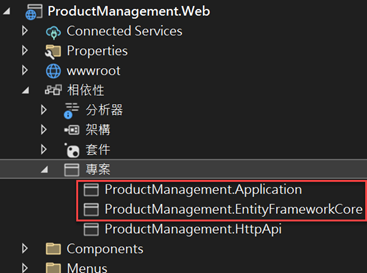 ProductManagement.Web
Connected Services
Properties
wwwroot
相依性
分析器
架構
套件
專案
ProductManagement.Application
ProductManagement.EntityFrameworkCore
ProductManagement.HttpApi
Components
Menus